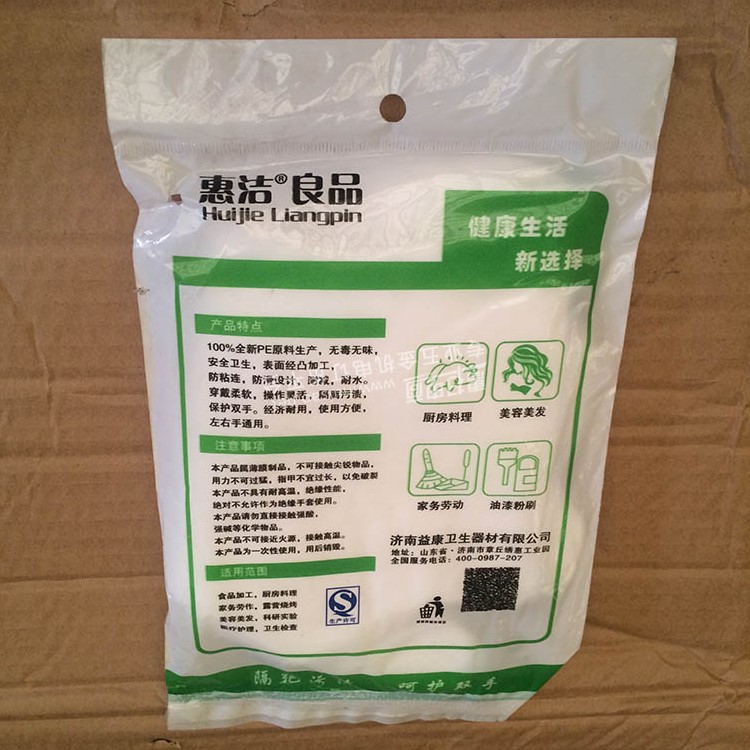 惠洁®良品
Huijie Liangpin
健康生活
新选择
产品特点
100%全新PE原料生产，无毒无味，
安全卫生，表面经凸加工，
防粘连，防滑设计，耐减，耐水。
穿戴柔软，操作灵活，隔离污渍，
保护双手。经济耐用，使用方便，
左右手通用。
注意事项
本产品属薄膜制品，不可接触尖锐物品，
用力不可过猛，指甲不宜过长，以免破裂
本产品不具有耐高温，绝缘性能，
绝对不允许作为绝缘手套使用。
本产品请勿直接接触强酸，
强碱等化学物品。
本产品不可接近火源，接触高温。
本产品为一次性使用，用后销毁。
适用范围
食品加工，厨房料理
家务劳作，露营烧烤
美容美发，科研实验
医疗护理，卫生检查
生产许可
厨房料理
美容美发
家务劳动
油漆粉刷
济南益康卫生器材有限公司
地址：山东省·济南市章丘绣惠工业园
全国服务电话：400-0987-207
呵护双手